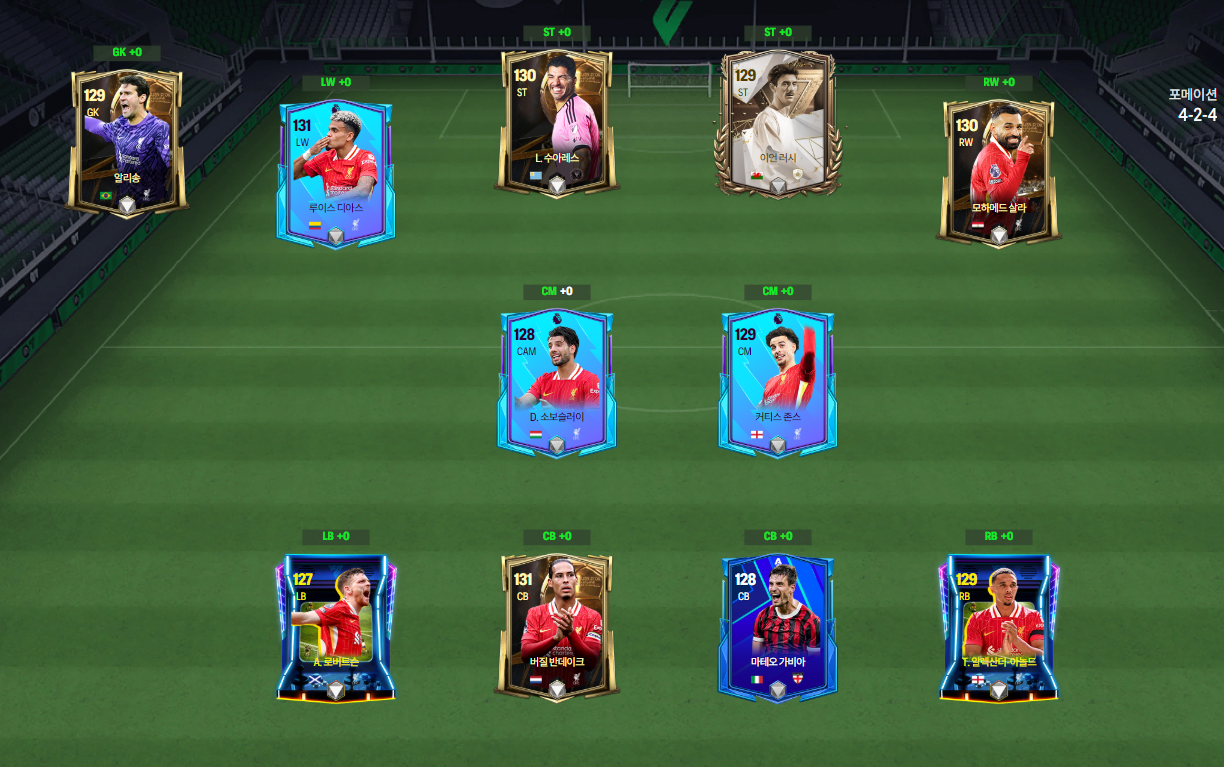 GK +0
129
GK
알리송
LW +0
131
LW
루이스 디아스
ST +0
130
ST
L. 수아레스
ST +0
129
ST
이언 러시
RW +0
130
RW
모하메드 살라
포메이션
4-2-4
CM +0
128
CAM
D. 소보슬러이
CM +0
129
CM
커티스 존스
LB +0
127
LB
A. 로버트슨
CB +0
131
CB
버질 반데이크
CB +0
128
CB
마테오 가비아
RB +0
129
RB
T. 알렉산더-아놀드